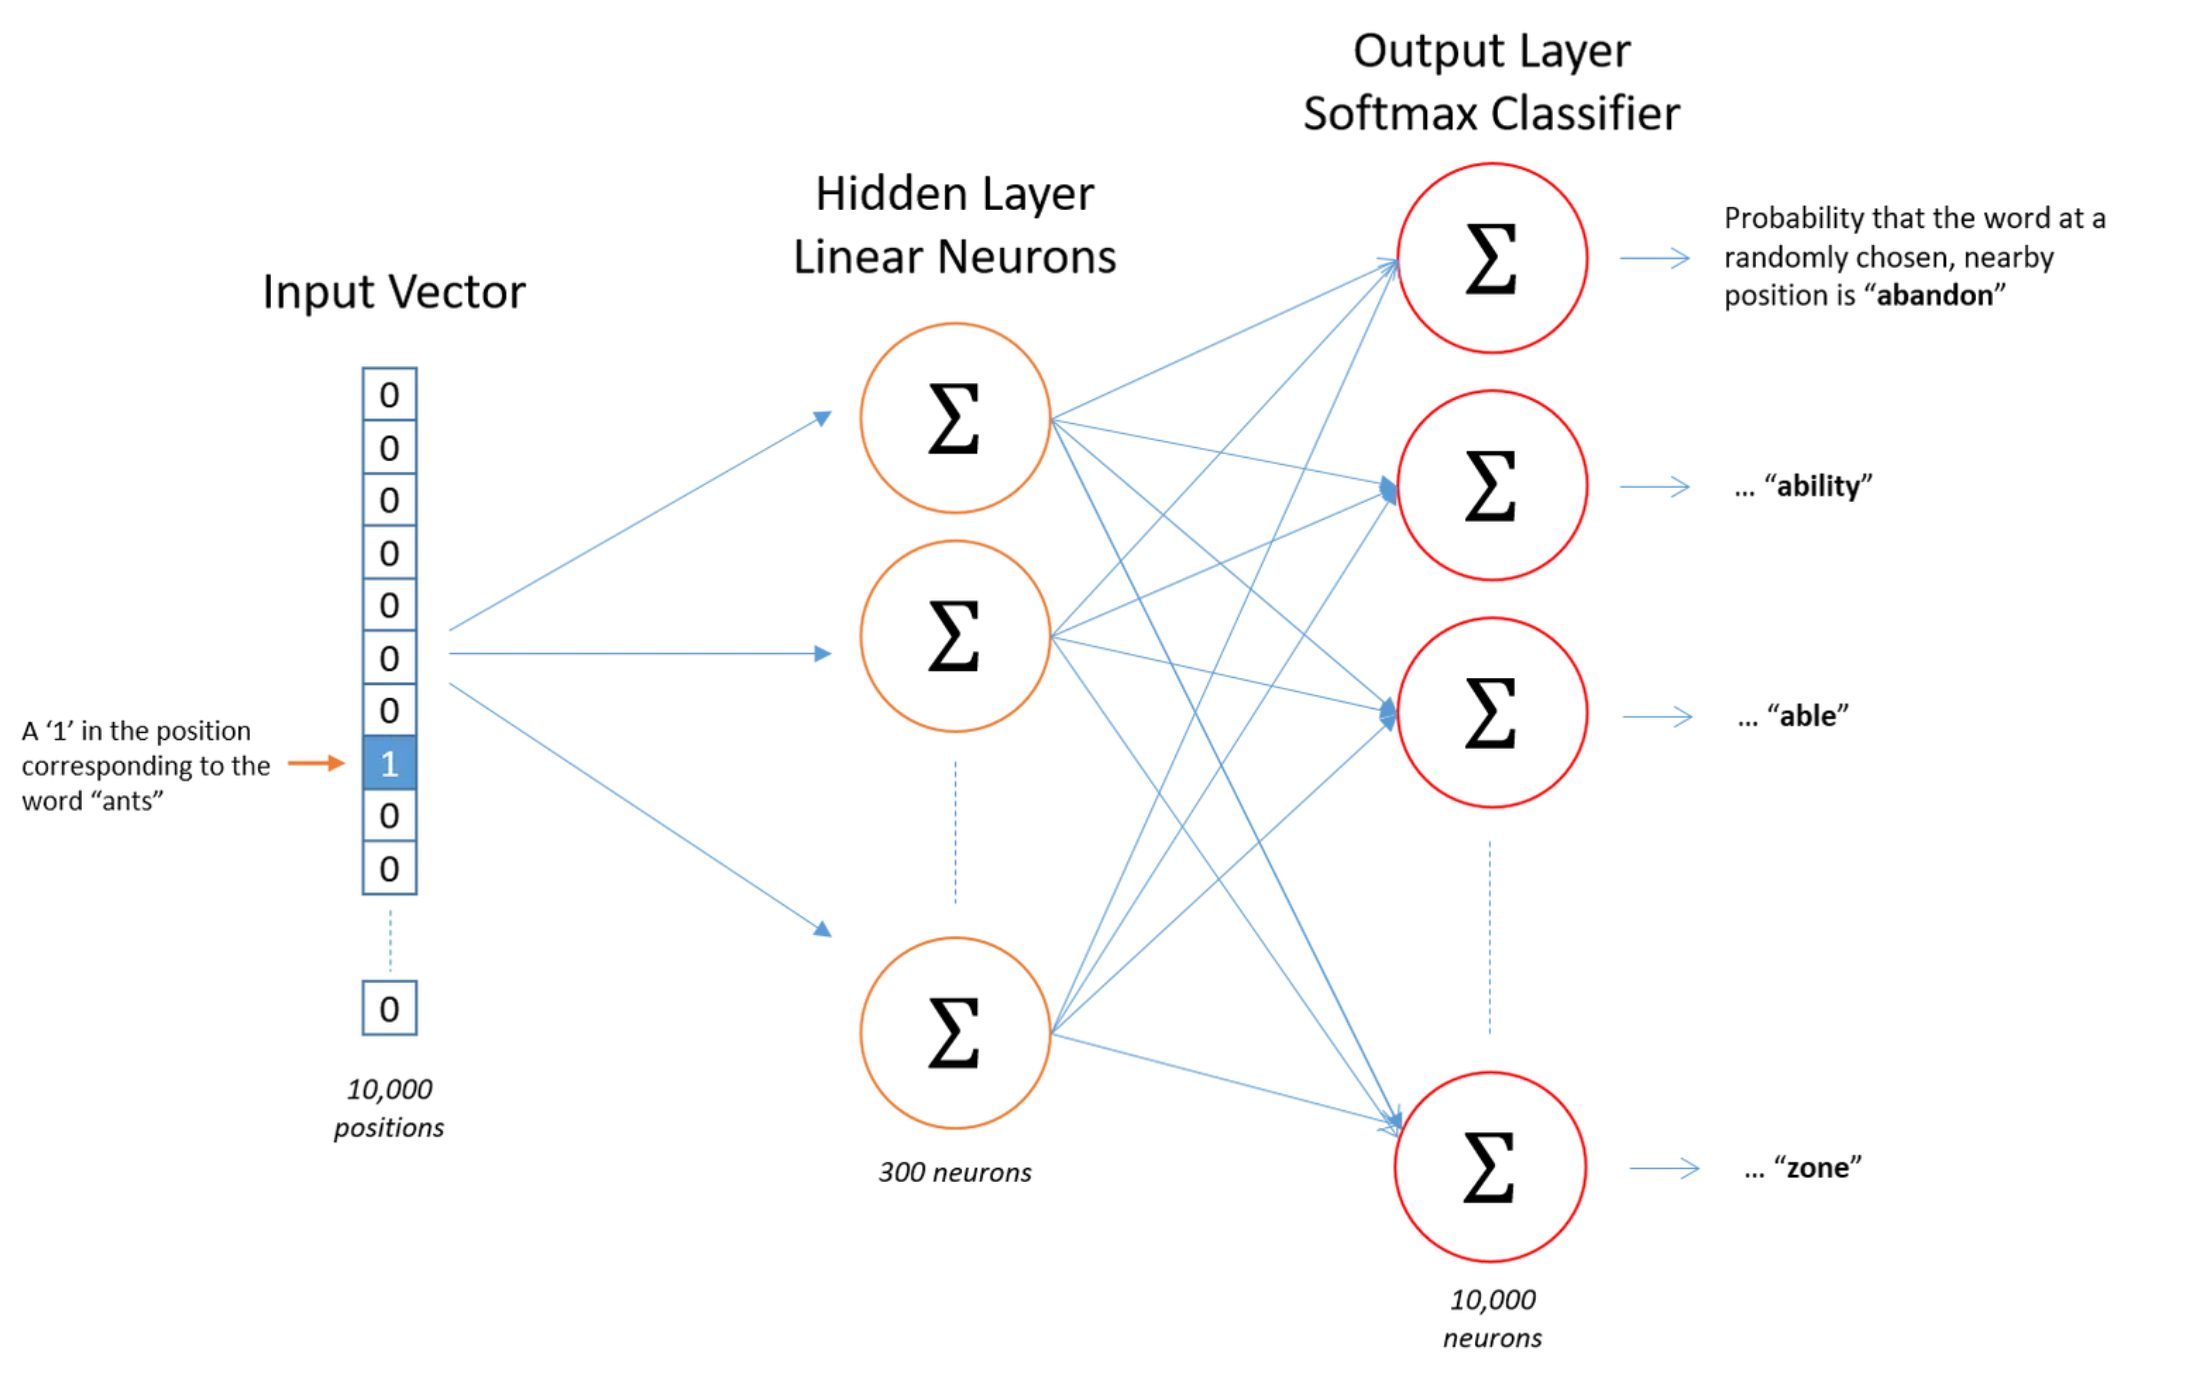 Output Layer
Softmax Classifier
Hidden Layer
Linear Neurons
Input Vector
0
0
0
0
0
0
0
1
0
0
0
A ‘1’ in the position
corresponding to the
word “ants”
10,000
positions
Σ
Σ
Σ
300 neurons
Σ
Σ
Σ
Σ
10,000
neurons
Probability that the word at a
randomly chosen, nearby
position is “abandon”
... “ability”
... “able”
... “zone”